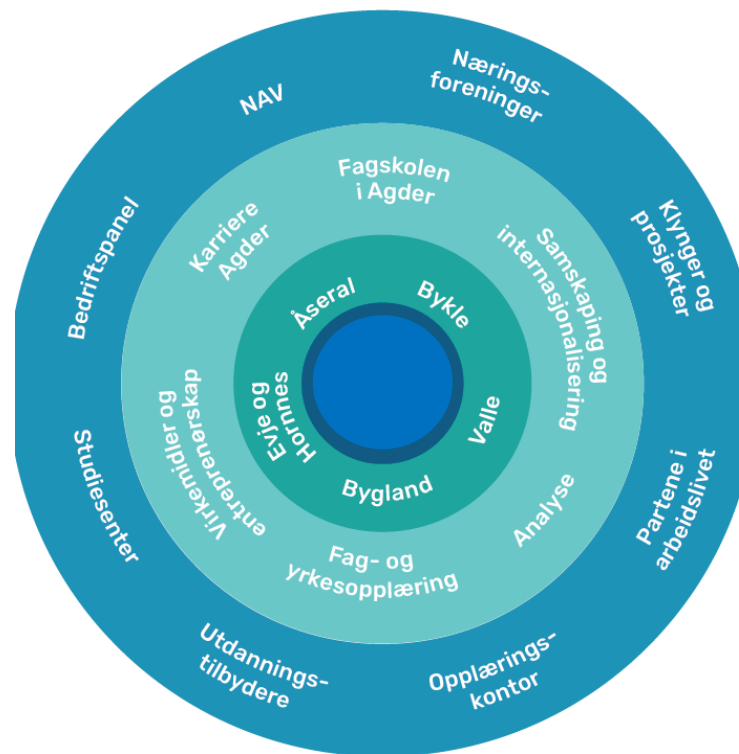 NAV
Nærings-
foreninger
Klynger og
prosjekter
Partene i
arbeidslivet
Opplærings-
kontor
Utdannings-
tilbydere
Studiesenter
Bedriftspanel
Fagskolen
i Agder
Samskaping og
internasjonalisering
Analyse
Fag- og
yrkesopplæring
Virkemidler og
entreprenørskap
Karriere
Agder
Åseral
Bykle
Valle
Bygland
Evje og
Hornnes